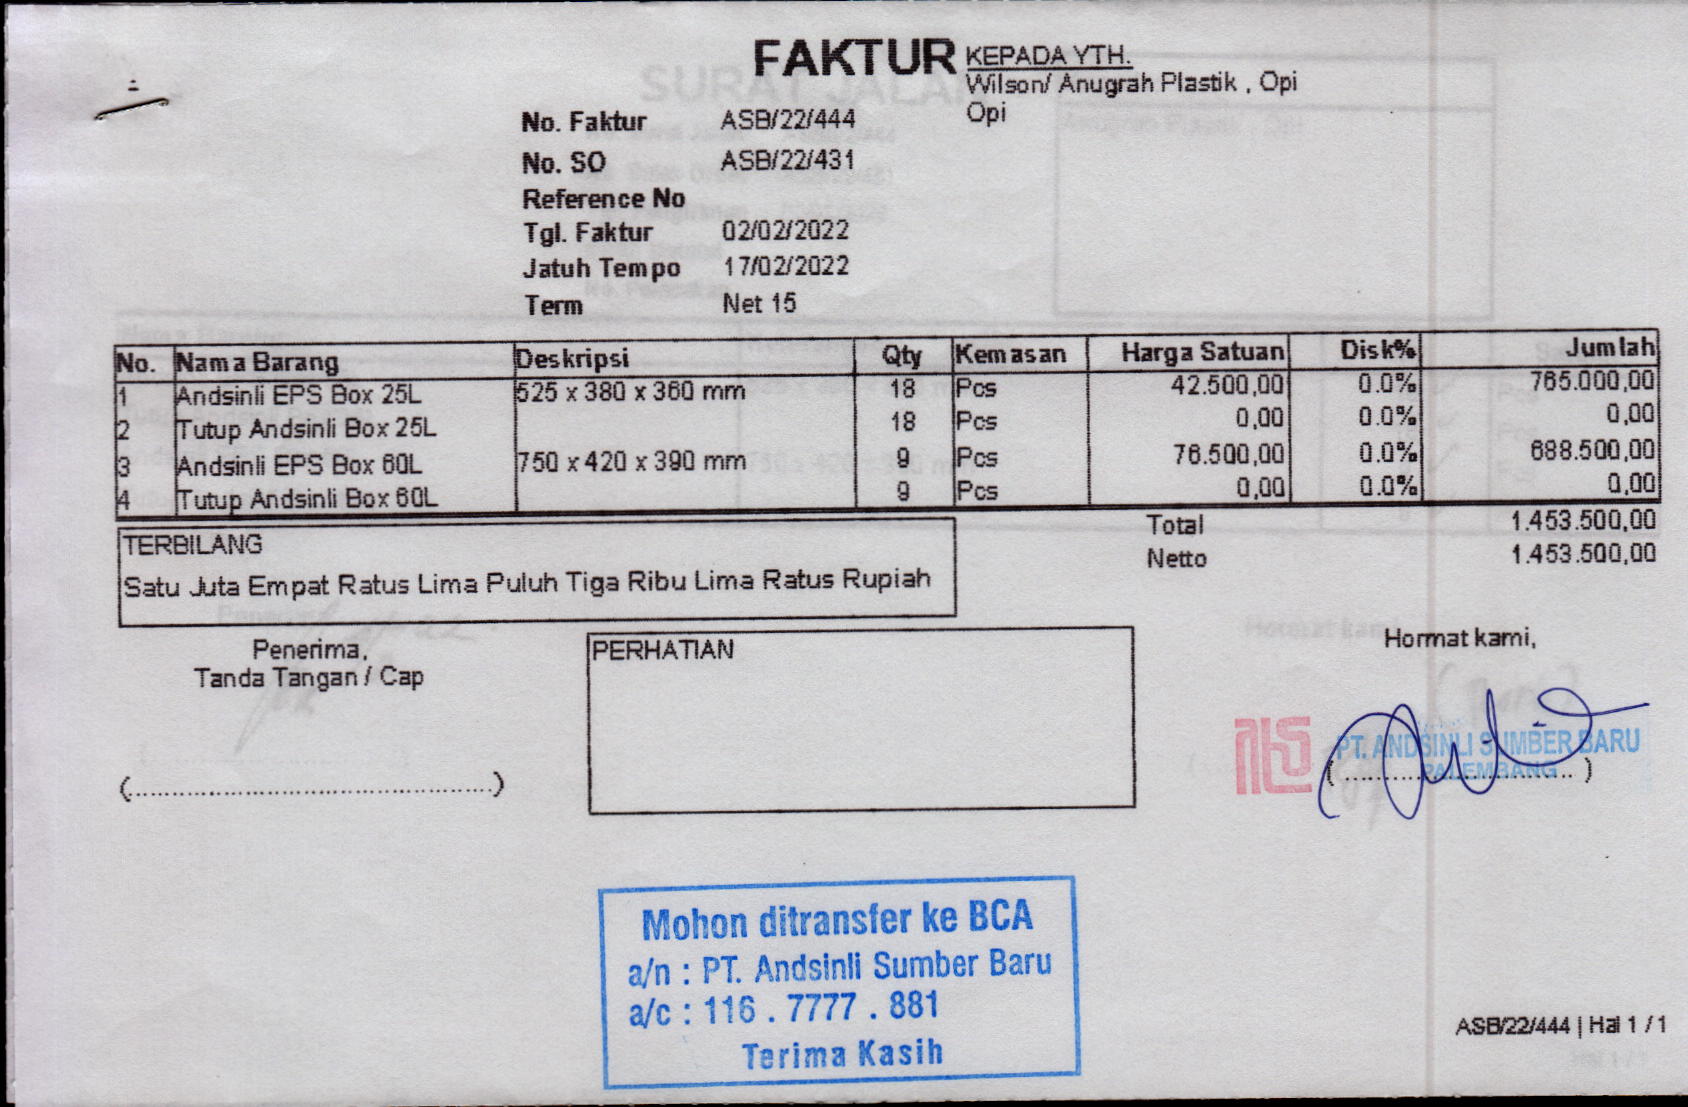 FAKTUR
KEPADA YTH.
Wilson/ Anugrah Plastik , Opi
Opi
No. Faktur ASB/22/444
No. SO ASB/22/431
Reference No
Tgl. Faktur 02/02/2022
Jatuh Tempo 17/02/2022
Term Net 15
No. Nama Barang Deskripsi Qty Kemasan Harga Satuan Disk% Jumlah
1 Andsinli EPS Box 25L 525 x 380 x 360 mm 18 Pcs 42.500,00 0.0% 765.000,00
2 Tutup Andsinli Box 25L 18 Pcs 0,00 0.0% 0,00
3 Andsinli EPS Box 60L 750 x 420 x 390 mm 9 Pcs 76.500,00 0.0% 688.500,00
4 Tutup Andsinli Box 60L 9 Pcs 0,00 0.0% 0,00
Total 1.453.500,00
Netto 1.453.500,00
TERBILANG
Satu Juta Empat Ratus Lima Puluh Tiga Ribu Lima Ratus Rupiah
Penerima,
Tanda Tangan / Cap
(..............................................)
PERHATIAN
Hormat kami,
PT. ANDSINLI SUMBER BARU
PALEMBANG
Mohon ditransfer ke BCA
a/n : PT. Andsinli Sumber Baru
a/c : 116 . 7777 . 881
Terima Kasih
ASB/22/444 | Hal 1 / 1